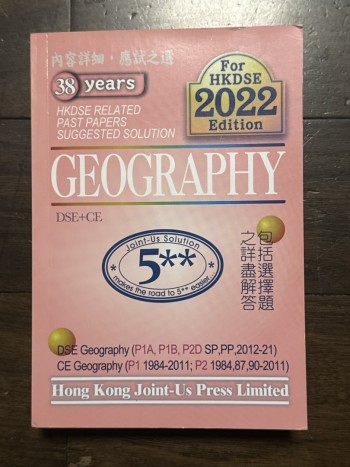 內容詳細，應試之選
38 years
HKDSE RELATED
PAST PAPERS
SUGGESTED SOLUTION
For
HKDSE
2022
Edition
GEOGRAPHY
DSE+CE
Joint-Us Solution
5**
* makes the road to 5** easier... *
包括選擇題
之詳盡解答
DSE Geography (P1A, P1B, P2D SP,PP,2012-21)
CE Geography (P1 1984-2011; P2 1984,87,90-2011)
Hong Kong Joint-Us Press Limited